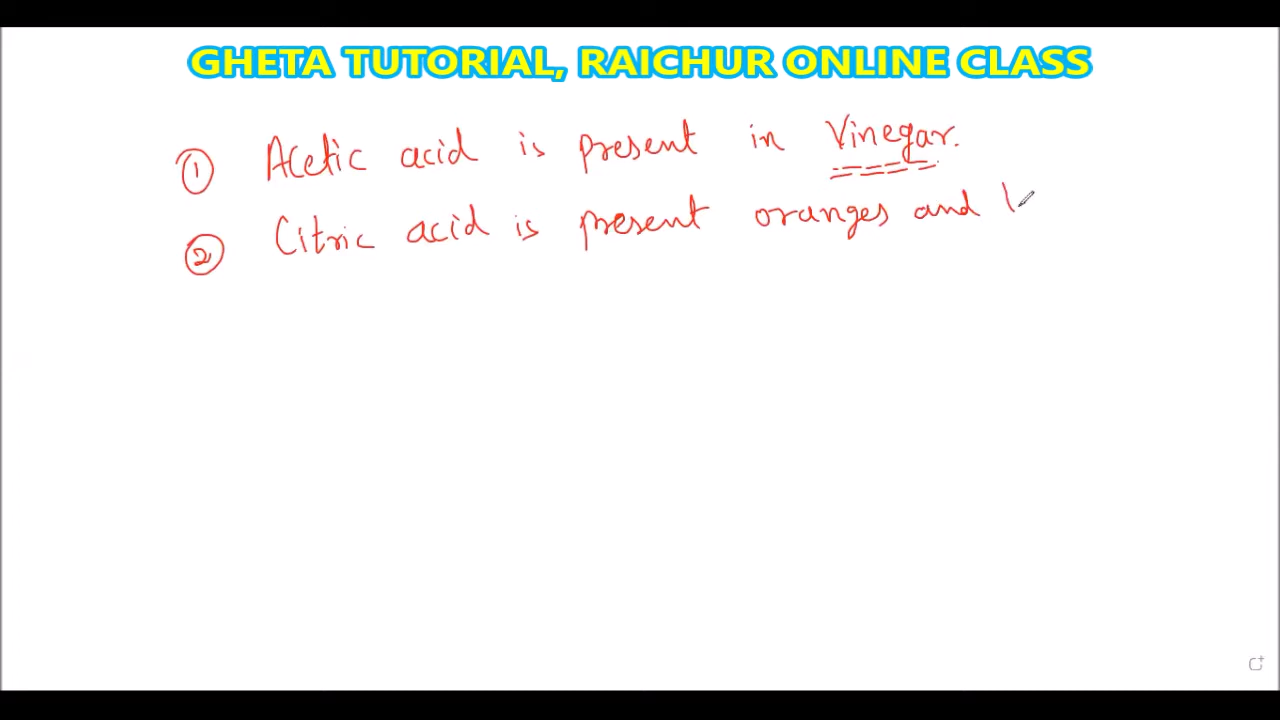 GHETA TUTORIAL, RAICHUR ONLINE CLASS
① Acetic acid is present in Vinegar.
② Citric acid is present oranges and l